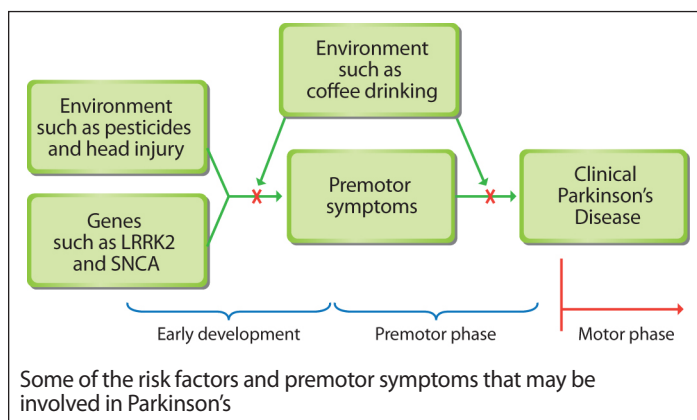 Environment
such as
coffee drinking
Environment
such as pesticides
and head injury
Premotor
symptoms
Clinical
Parkinson's
Disease
Genes
such as LRRK2
and SNCA
Early development
Premotor phase
Motor phase
Some of the risk factors and premotor symptoms that may be
involved in Parkinson's